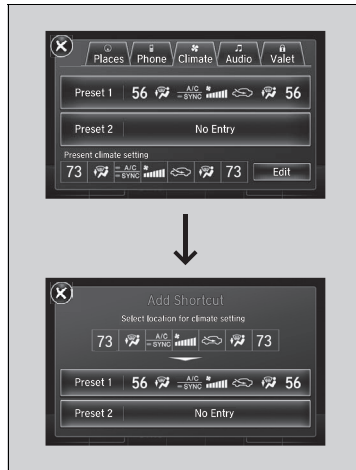 Places Phone Climate Audio Valet
Preset 1 56 A/C SYNC 56
Preset 2 No Entry
Present climate setting
73 A/C SYNC 73 Edit
Add Shortcut
Select location for climate setting
73 A/C SYNC 73
Preset 1 56 A/C SYNC 56
Preset 2 No Entry